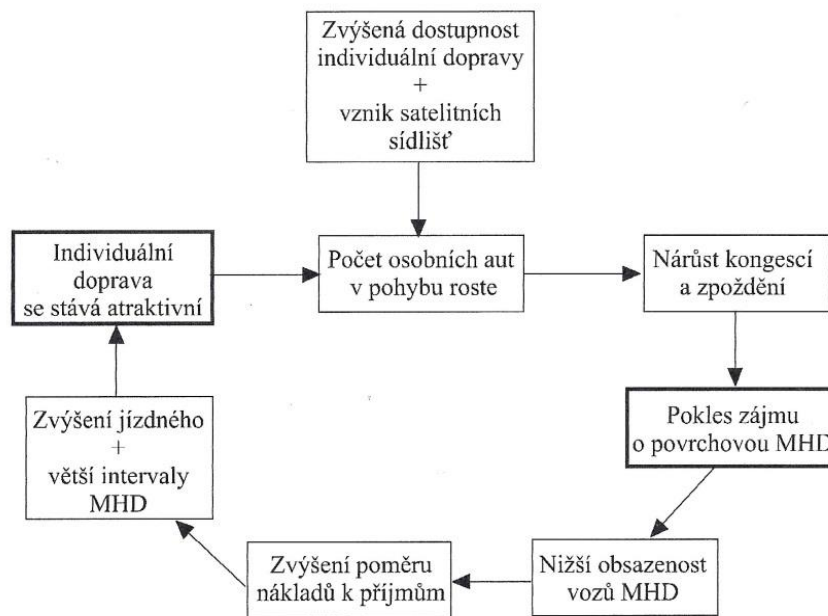 Zvýšená dostupnost
individuální dopravy
+
vznik satelitních
sídlišť
Individuální
doprava
se stává atraktivní
Počet osobních aut
v pohybu roste
Nárůst kongescí
a zpoždění
Zvýšení jízdného
+
větší intervaly
MHD
Pokles zájmu
o povrchovou MHD
Zvýšení poměru
nákladů k příjmům
Nižší obsazenost
vozů MHD